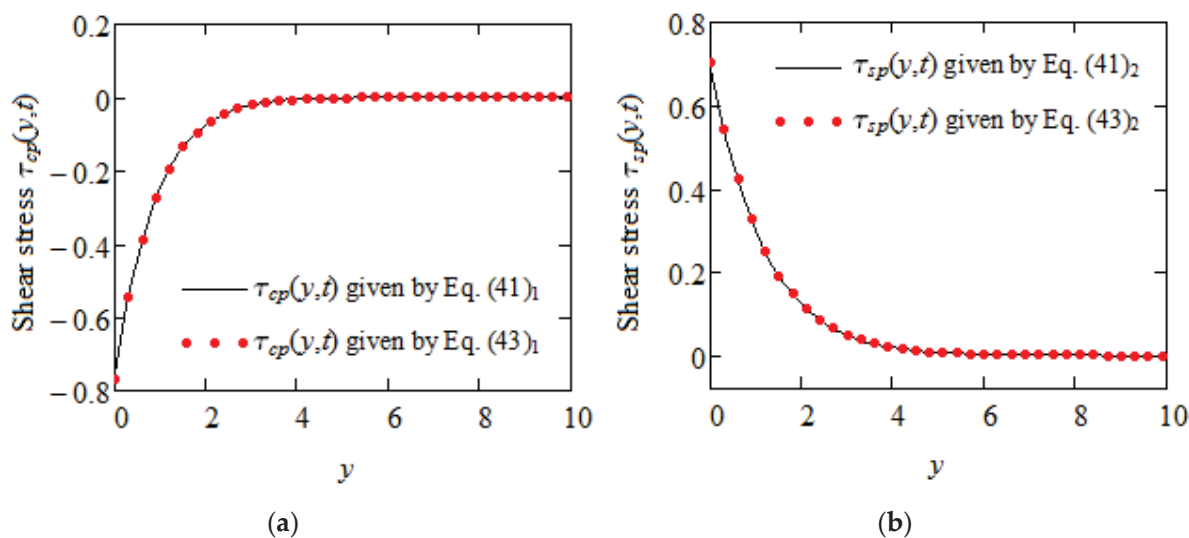 0.2
0
−0.2
−0.4
−0.6
−0.8
Shear stress τcp(y,t)
τcp(y,t) given by Eq. (41)1
τcp(y,t) given by Eq. (43)1
0 2 4 6 8 10
y
(a)
0.8
0.6
0.4
0.2
0
Shear stress τsp(y,t)
τsp(y,t) given by Eq. (41)2
τsp(y,t) given by Eq. (43)2
0 2 4 6 8 10
y
(b)